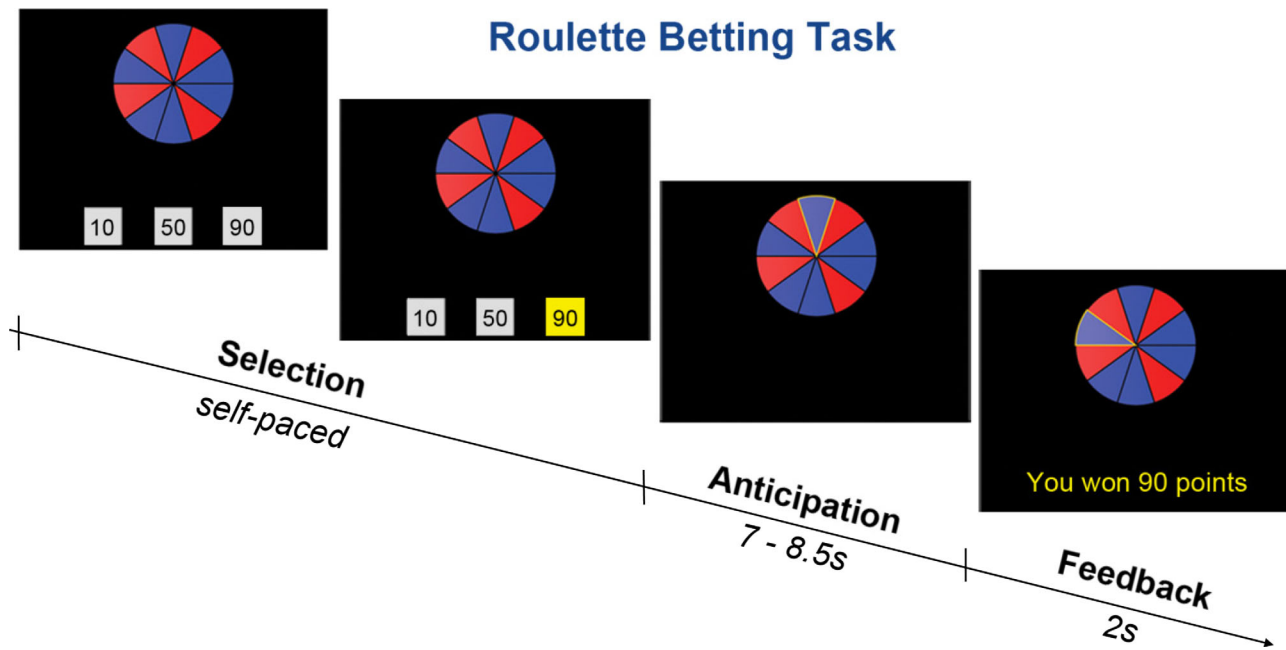 Roulette Betting Task
10 50 90
10 50 90
You won 90 points
Selection
self-paced
Anticipation
7 - 8.5s
Feedback
2s